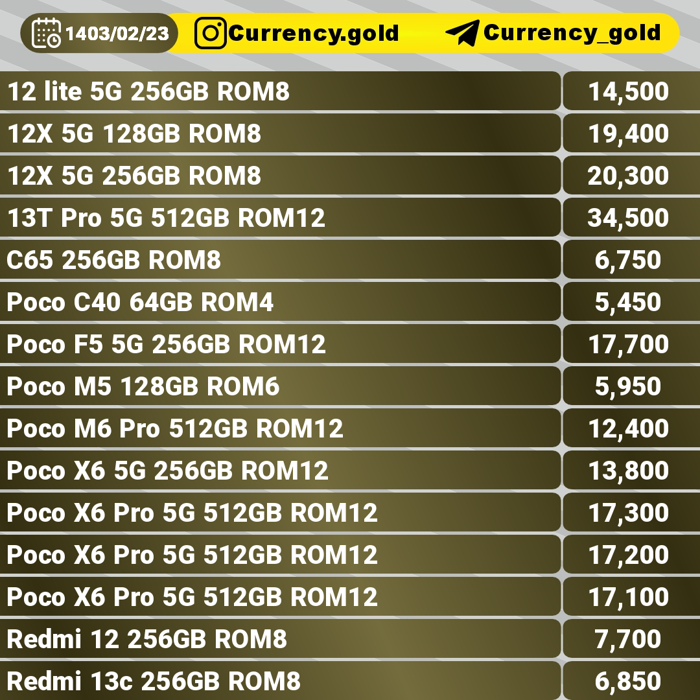 1403/02/23 Currency.gold Currency_gold
12 lite 5G 256GB ROM8 14,500
12X 5G 128GB ROM8 19,400
12X 5G 256GB ROM8 20,300
13T Pro 5G 512GB ROM12 34,500
C65 256GB ROM8 6,750
Poco C40 64GB ROM4 5,450
Poco F5 5G 256GB ROM12 17,700
Poco M5 128GB ROM6 5,950
Poco M6 Pro 512GB ROM12 12,400
Poco X6 5G 256GB ROM12 13,800
Poco X6 Pro 5G 512GB ROM12 17,300
Poco X6 Pro 5G 512GB ROM12 17,200
Poco X6 Pro 5G 512GB ROM12 17,100
Redmi 12 256GB ROM8 7,700
Redmi 13c 256GB ROM8 6,850